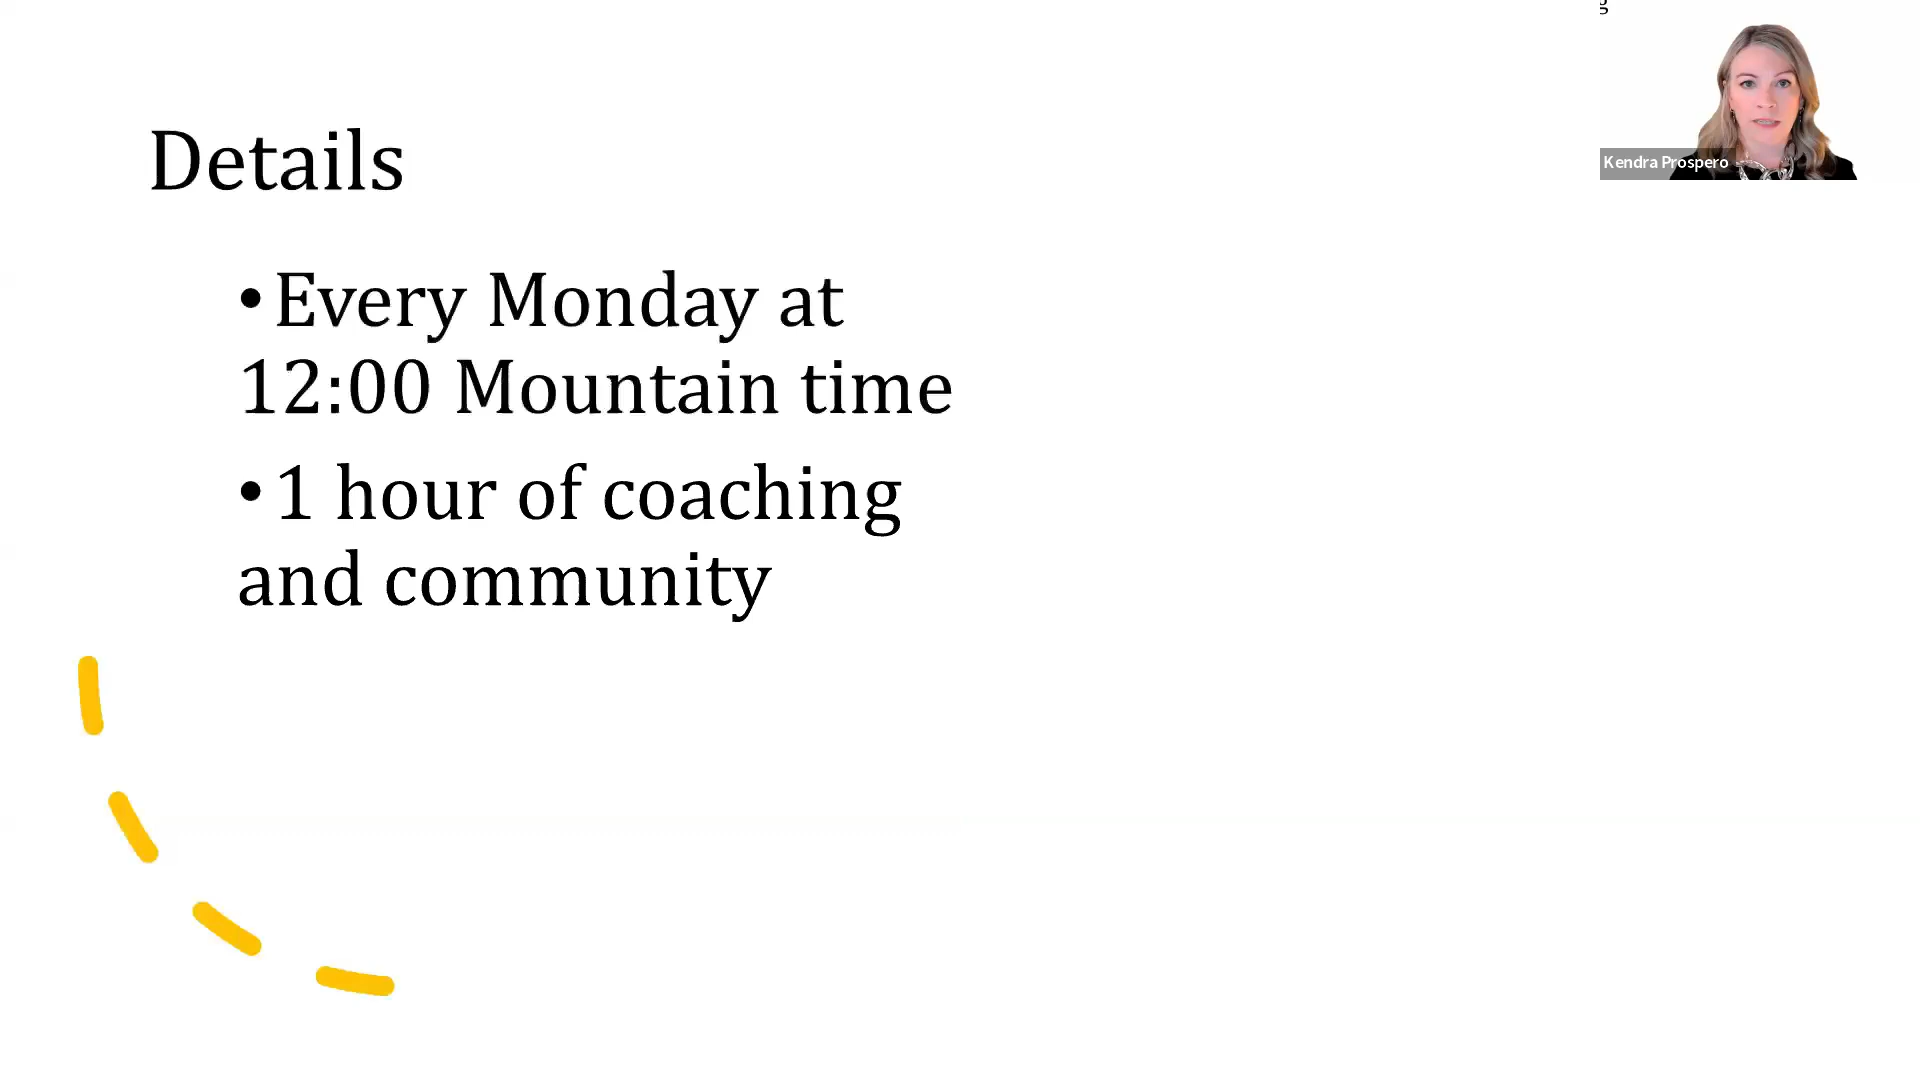 Details
•Every Monday at
12:00 Mountain time
•1 hour of coaching
and community
Kendra Prospero